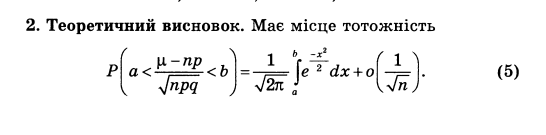 2. Теоретичний висновок. Має місце тотожність
P(a < (μ − np)/√(npq) < b) = 1/√(2π) ∫_a^b e^(−x²/2) dx + o(1/√n). (5)